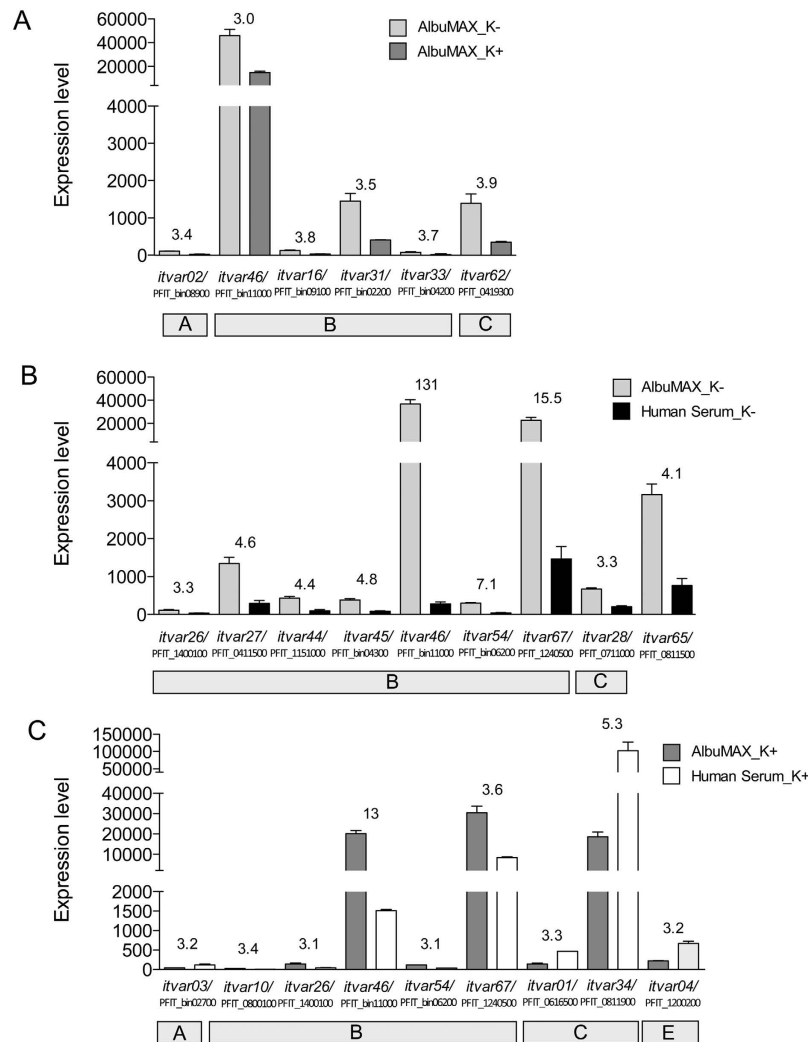 A
Expression level
60000
40000
20000
4000
3000
2000
1000
0
3.0
AlbuMAX_K-
AlbuMAX_K+
3.4
3.8
3.5
3.7
3.9
itvar02/ itvar46/ itvar16/ itvar31/ itvar33/ itvar62/
PFIT_bin08900 PFIT_bin11000 PFIT_bin09100 PFIT_bin02200 PFIT_bin04200 PFIT_0419300
A B C
B
Expression level
60000
40000
20000
4000
3000
2000
1000
0
AlbuMAX_K-
Human Serum_K-
3.3
4.6
4.4
4.8
131
7.1
15.5
3.3
4.1
itvar26/ itvar27/ itvar44/ itvar45/ itvar46/ itvar54/ itvar67/ itvar28/ itvar65/
PFIT_1400100 PFIT_0411500 PFIT_1151000 PFIT_bin04300 PFIT_bin11000 PFIT_bin06200 PFIT_1240500 PFIT_0711000 PFIT_0811500
B C
C
Expression level
150000
125000
100000
75000
50000
40000
30000
20000
10000
2000
1500
1000
500
0
AlbuMAX_K+
Human Serum_K+
3.2
3.4
3.1
13
3.1
3.6
3.3
5.3
3.2
itvar03/ itvar10/ itvar26/ itvar46/ itvar54/ itvar67/ itvar01/ itvar34/ itvar04/
PFIT_bin02700 PFIT_0800100 PFIT_1400100 PFIT_bin11000 PFIT_bin06200 PFIT_1240500 PFIT_0616500 PFIT_0811900 PFIT_1200200
A B C E